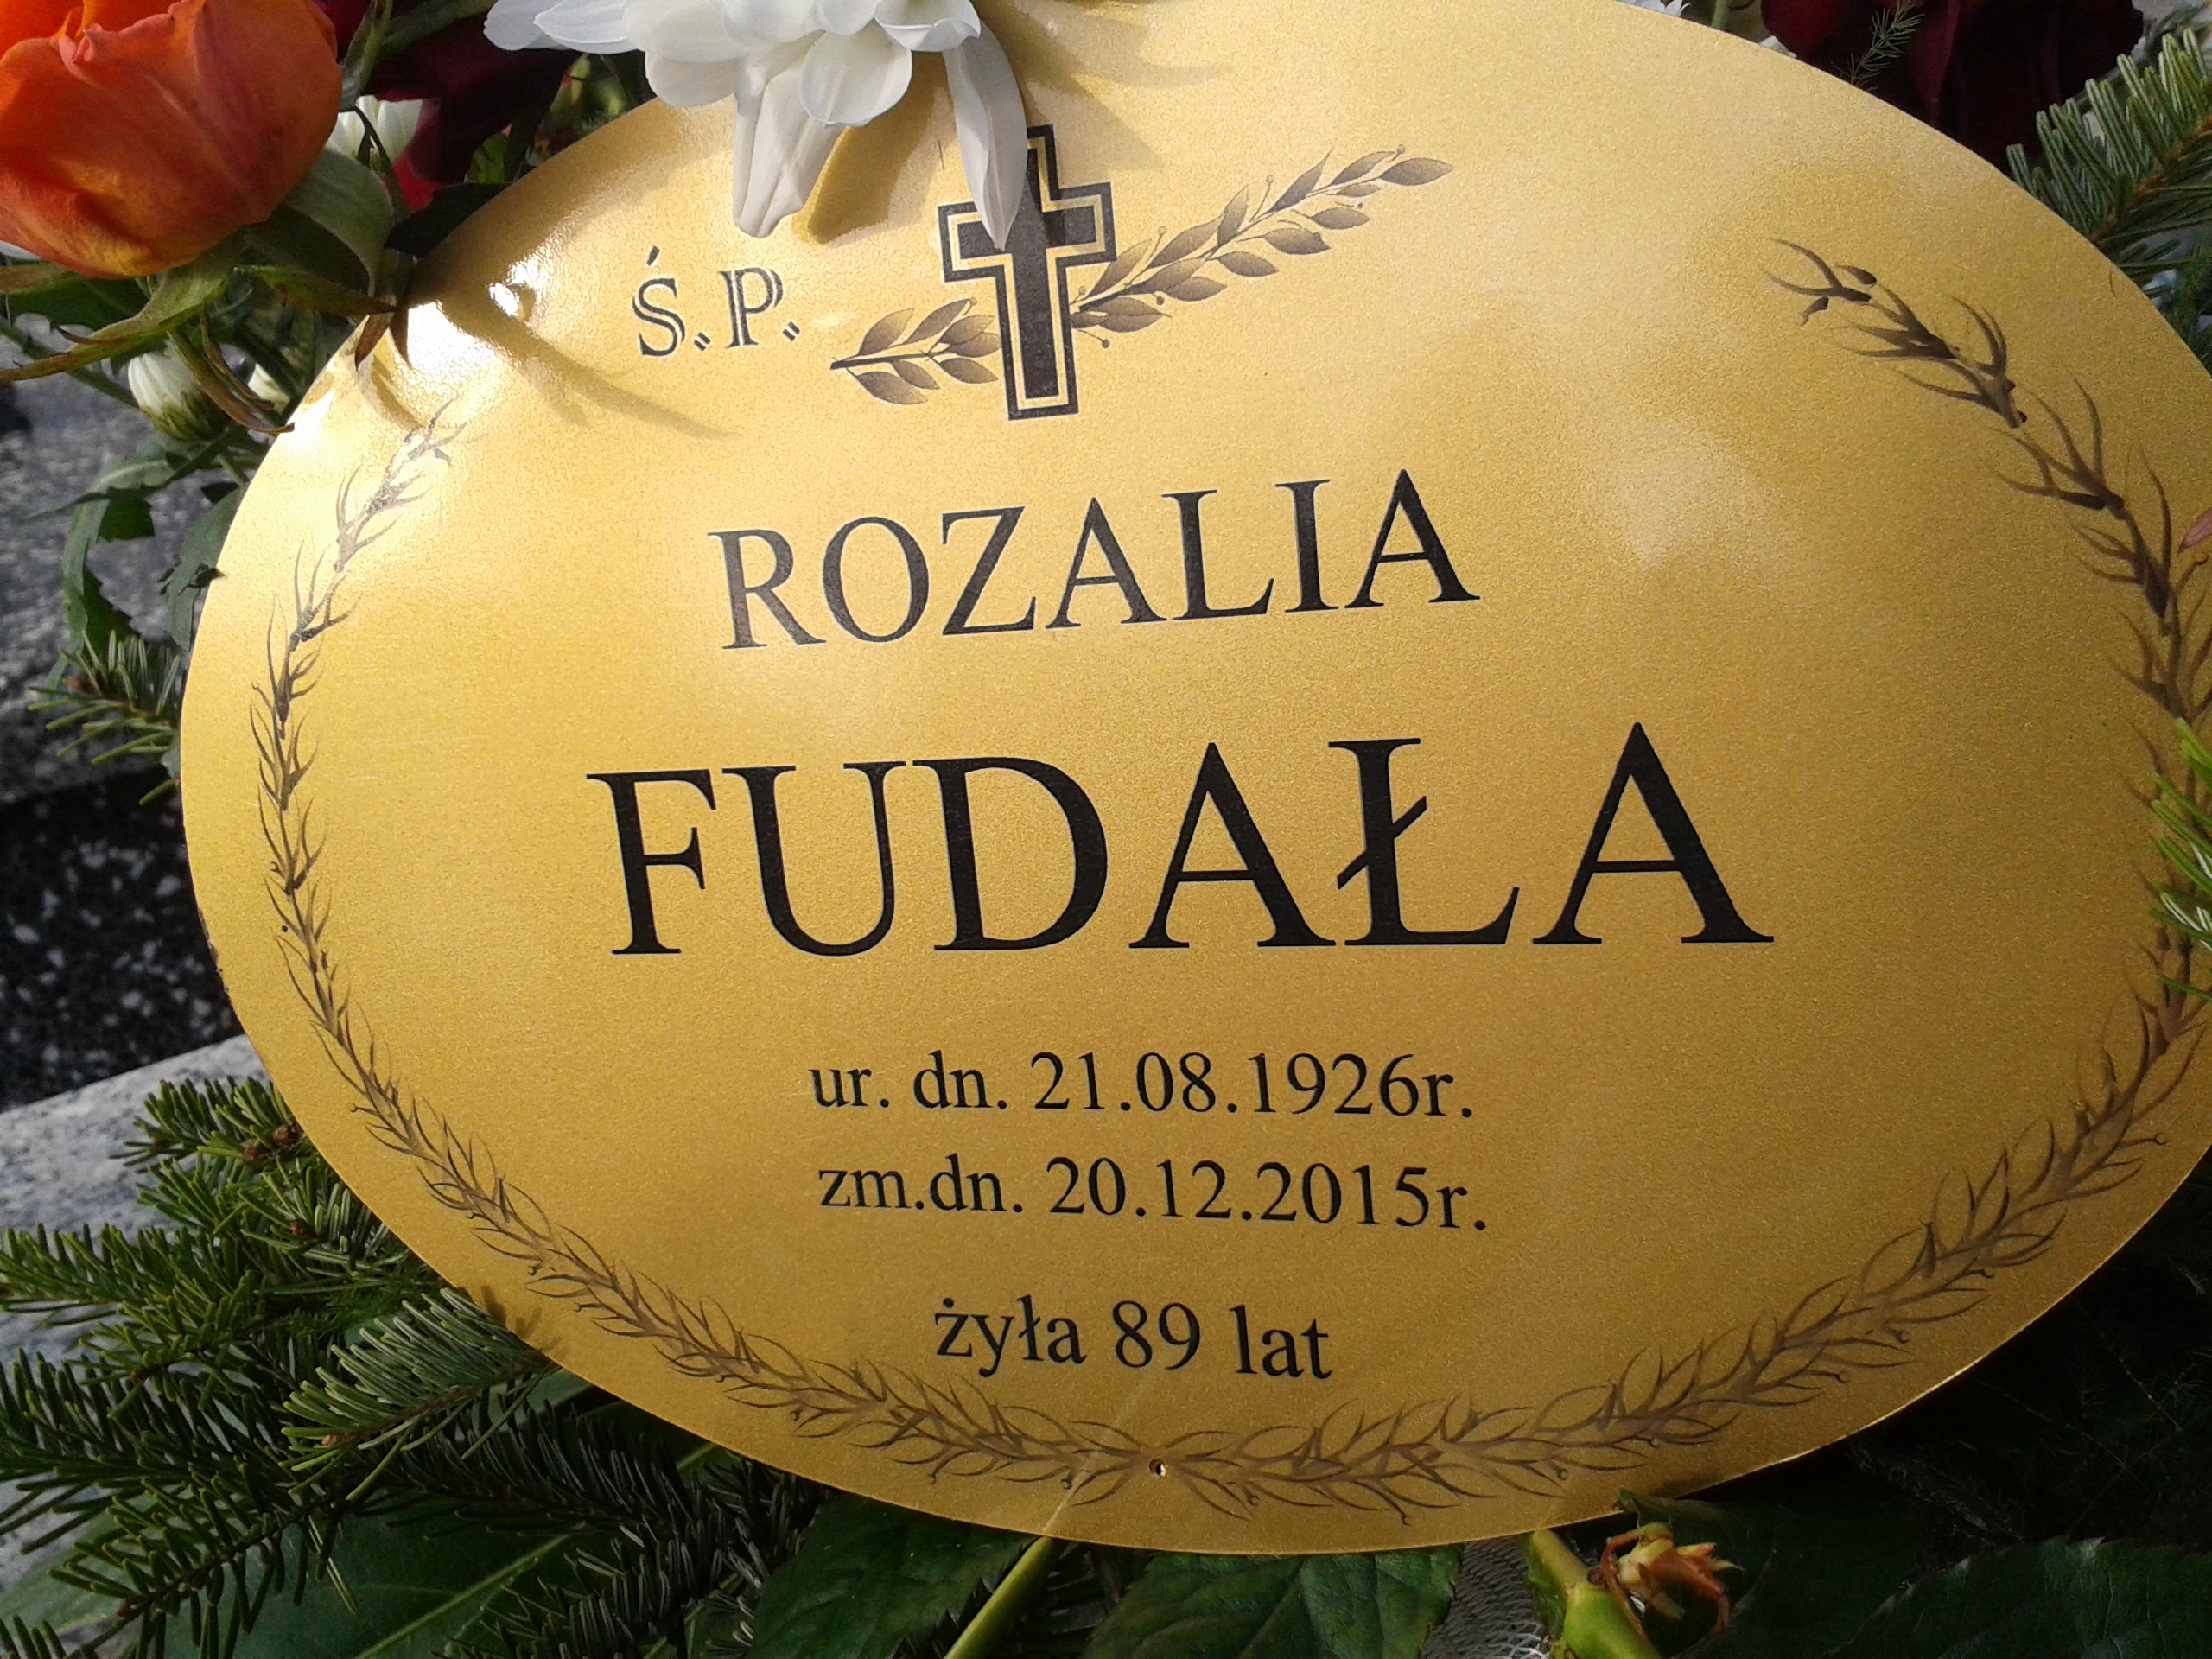 Ś.P.
ROZALIA
FUDAŁA
ur. dn. 21.08.1926r.
zm.dn. 20.12.2015r.
żyła 89 lat